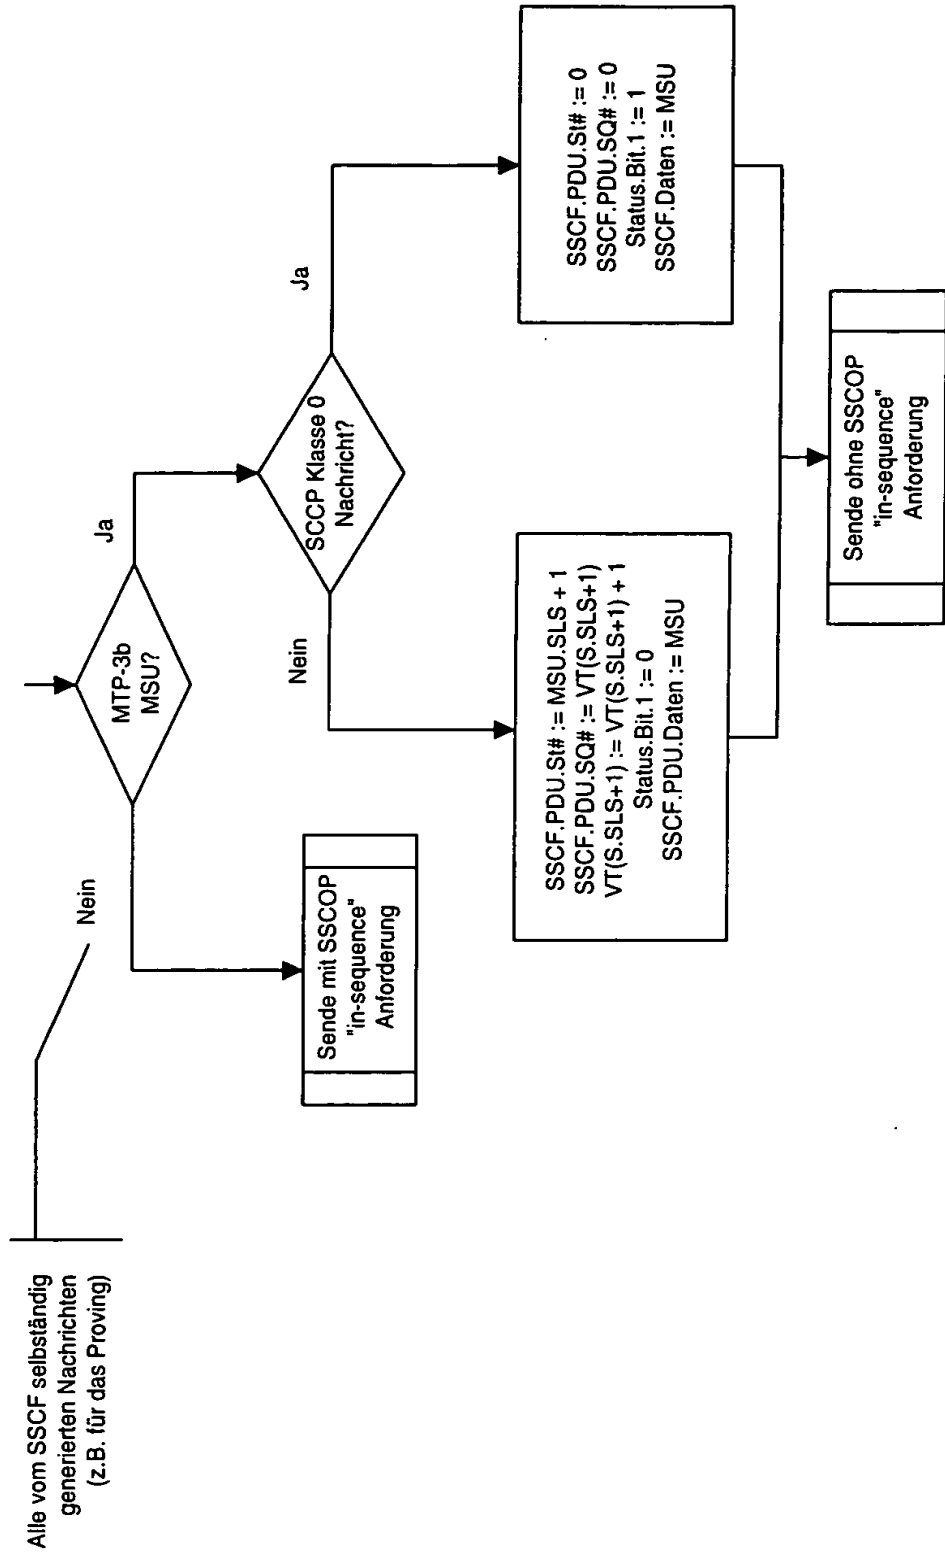 Alle vom SSCF selbständig
generierten Nachrichten
(z.B. für das Proving)
Nein
MTP-3b
MSU?
Ja
Sende mit SSCOP
"in-sequence"
Anforderung
SCCP Klasse 0
Nachricht?
Nein
Ja
SSCF.PDU.St# := MSU.SLS + 1
SSCF.PDU.SQ# := VT(S.SLS+1)
VT(S.SLS+1) := VT(S.SLS+1) + 1
Status.Bit.1 := 0
SSCF.PDU.Daten := MSU
SSCF.PDU.St# := 0
SSCF.PDU.SQ# := 0
Status.Bit.1 := 1
SSCF.Daten := MSU
Sende ohne SSCOP
"in-sequence"
Anforderung